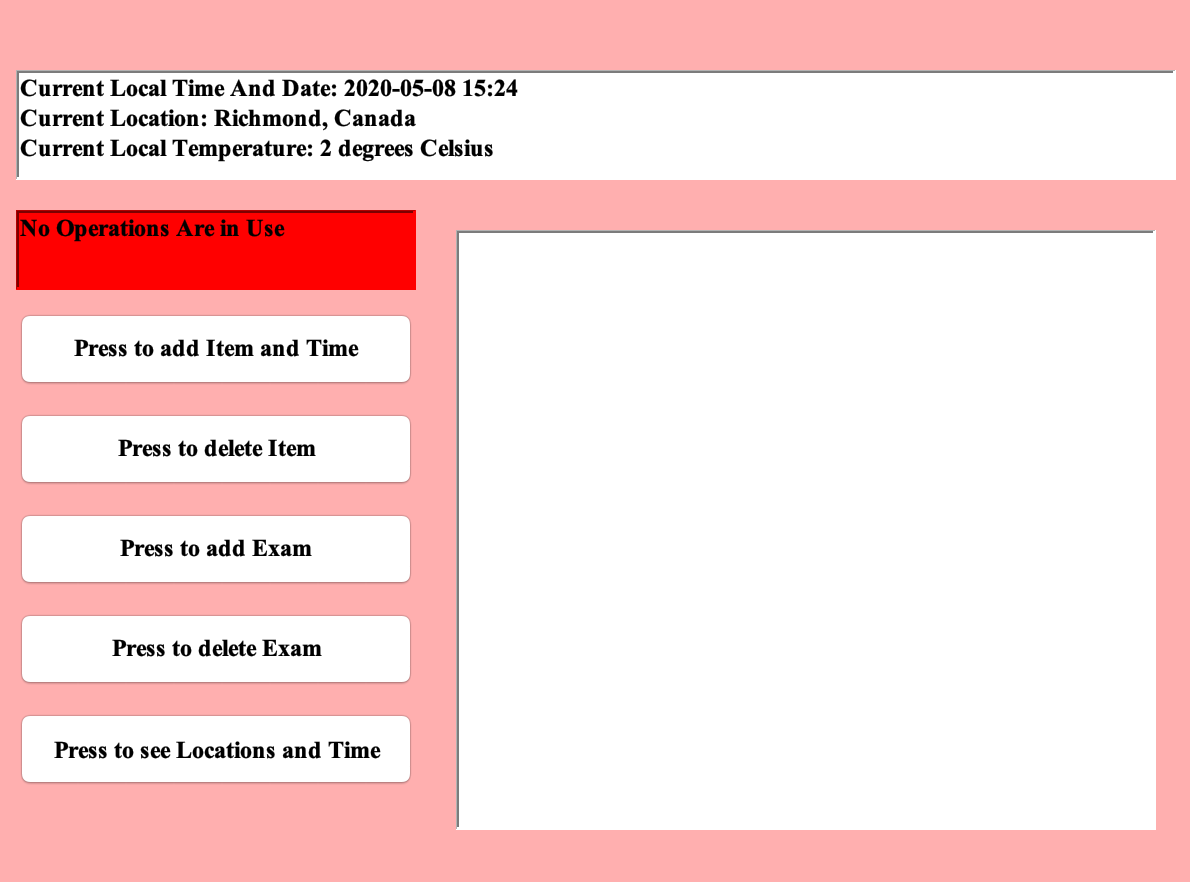 Current Local Time And Date: 2020-05-08 15:24
Current Location: Richmond, Canada
Current Local Temperature: 2 degrees Celsius
No Operations Are in Use
Press to add Item and Time
Press to delete Item
Press to add Exam
Press to delete Exam
Press to see Locations and Time